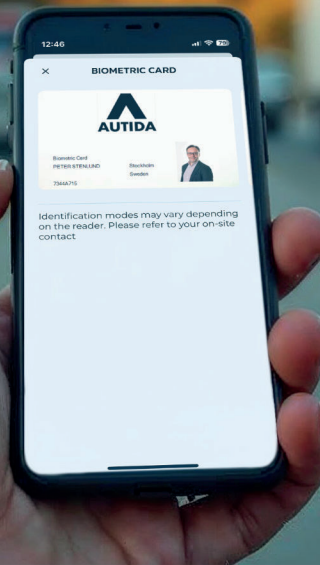 12:46
BIOMETRIC CARD
AUTIDA
Biometric Card
PETER STENLUND
Stockholm
Sweden
7366A715
Identification modes may vary depending
on the reader. Please refer to your on-site
contact